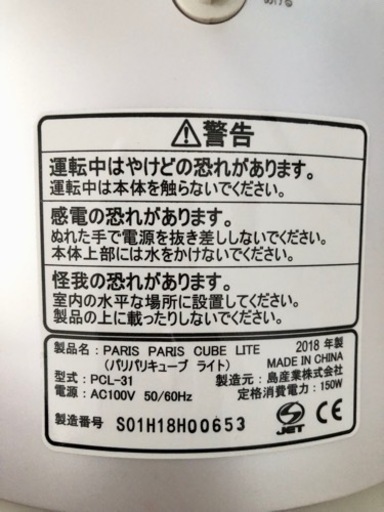 あける
⚠警告
運転中はやけどの恐れがあります。
運転中は本体を触らないでください。
感電の恐れがあります。
ぬれた手で電源を抜き差ししないでください。
本体上部には水をかけないでください。
怪我の恐れがあります。
室内の水平な場所に設置してください。
製品の上に載ったりしないでください。
製品名:PARIS PARIS CUBE LITE 2018 年製
(パリパリキューブ ライト) MADE IN CHINA
型式:PCL-31 製造元:島産業株式会社
電源:AC100V 50/60Hz 定格消費電力:150W
製造番号 S01H18H00653
JET